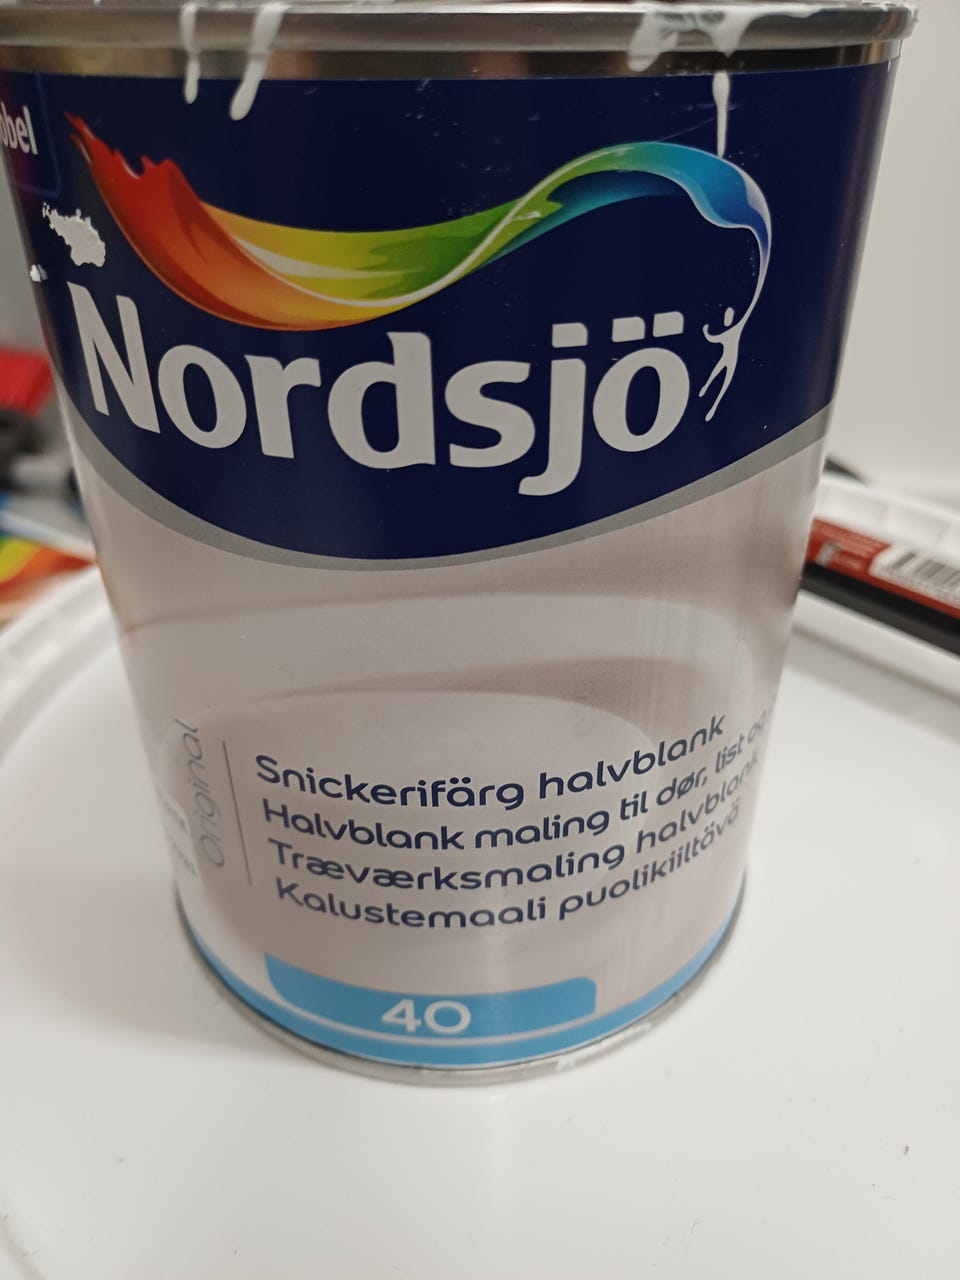 Nordsjö
original
Snickerifärg halvblank
Halvblank maling til dør, list og
Træværksmaling halvblank
Kalustemaali puolikiiltävä
40